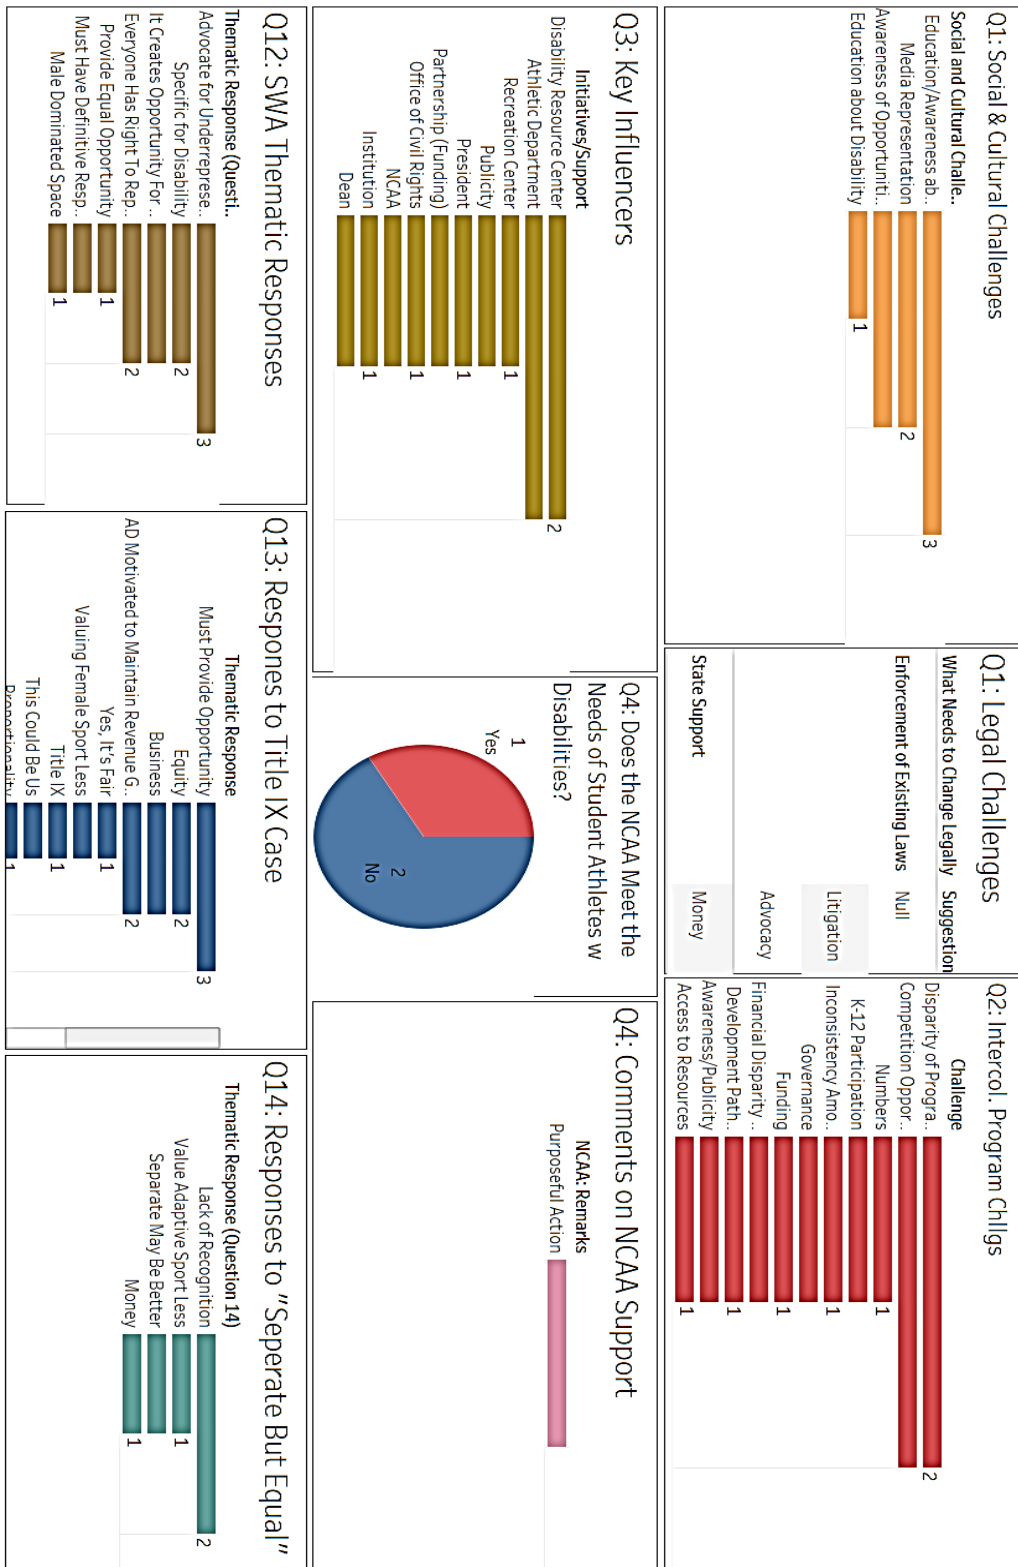 Q1: Social & Cultural Challenges
Social and Cultural Challe..
Education/Awareness ab..
3
Media Representation
2
Awareness of Opportuniti..
Education about Disability
1
Q1: Legal Challenges
What Needs to Change Legally Suggestion
Enforcement of Existing Laws Null
Litigation
Advocacy
State Support Money
Q2: Intercol. Program Chllgs
Challenge
Disparity of Progra..
2
Competition Oppor..
Numbers
1
K-12 Participation
Inconsistency Amo..
1
Governance
Funding
1
Financial Disparity ..
Development Path..
1
Awareness/Publicity
Access to Resources
1
Q3: Key Influencers
Initiatives/Support
Disability Resource Center
2
Athletic Department
Recreation Center
1
Publicity
President
1
Partnership (Funding)
Office of Civil Rights
1
NCAA
Institution
1
Dean
Q4: Does the NCAA Meet the
Needs of Student Athletes w
Disabilities?
1
Yes
2
No
Q4: Comments on NCAA Support
NCAA: Remarks
Purposeful Action
Q12: SWA Thematic Responses
Thematic Response (Questi..
Advocate for Underreprese..
3
Specific for Disability
2
It Creates Opportunity For ..
Everyone Has Right To Rep..
2
Provide Equal Opportunity
1
Must Have Definitive Resp..
Male Dominated Space
1
Q13: Respones to Title IX Case
Thematic Response
Must Provide Opportunity
3
Equity
2
Business
AD Motivated to Maintain Revenue G..
2
Yes, It's Fair
1
Valuing Female Sport Less
Title IX
1
This Could Be Us
Proportionality
1
Q14: Responses to "Seperate But Equal"
Thematic Response (Question 14)
Lack of Recognition
2
Value Adaptive Sport Less
1
Separate May Be Better
Money
1